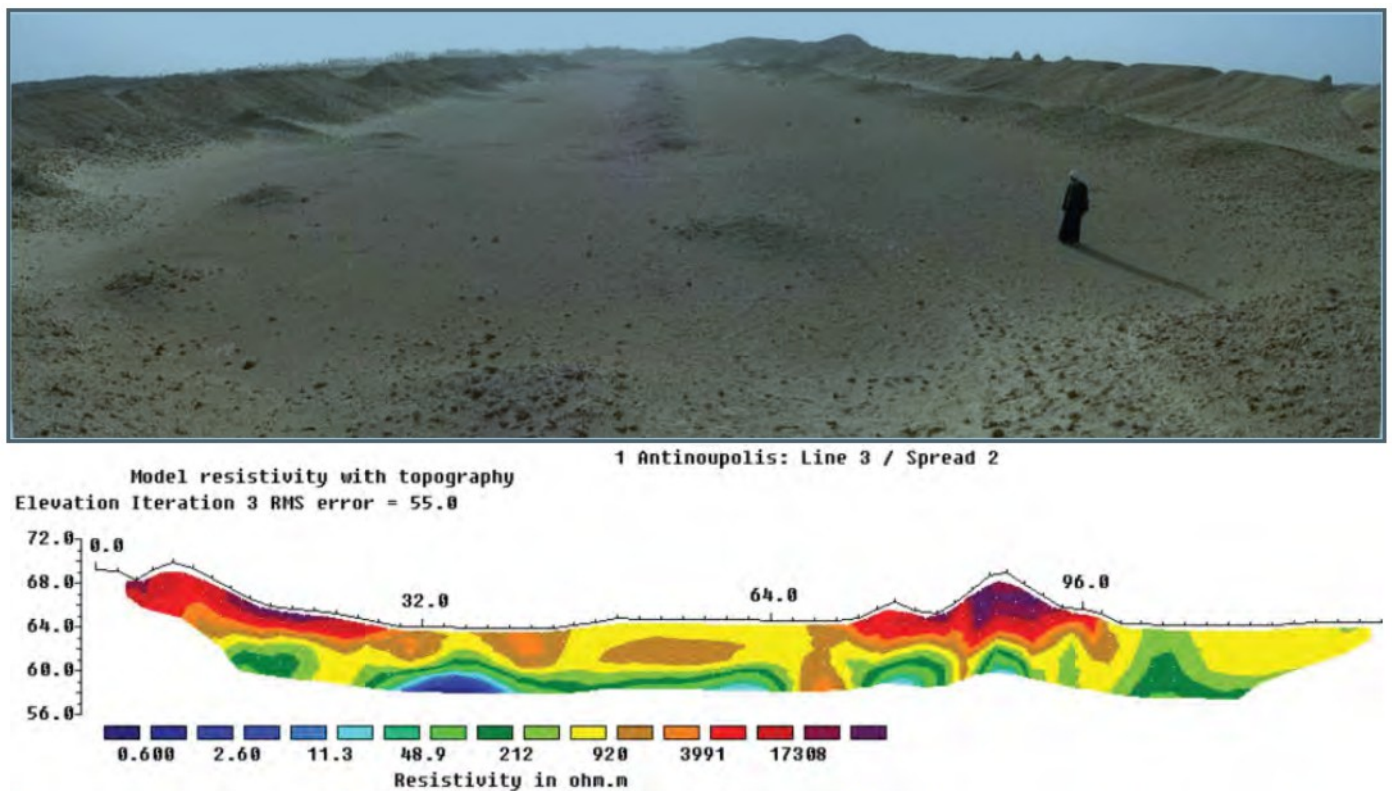 1 Antinoupolis: Line 3 / Spread 2
Model resistivity with topography
Elevation Iteration 3 RMS error = 55.0
72.0
0.0
68.0
96.0
32.0
64.0
64.0
60.0
56.0
0.600 2.60 11.3 48.9 212 920 3991 17308
Resistivity in ohm.m